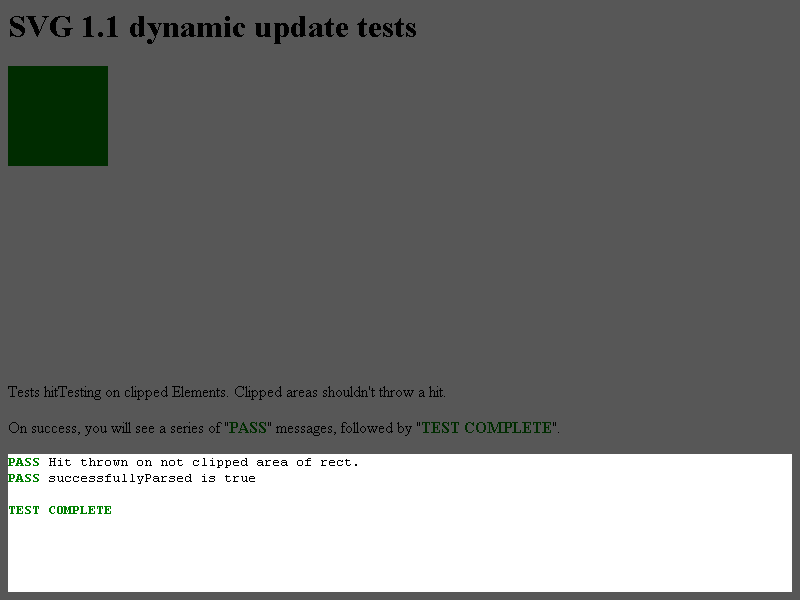 SVG 1.1 dynamic update tests
Tests hitTesting on clipped Elements. Clipped areas shouldn't throw a hit.
On success, you will see a series of "PASS" messages, followed by "TEST COMPLETE".
PASS Hit thrown on not clipped area of rect.
PASS successfullyParsed is true
TEST COMPLETE